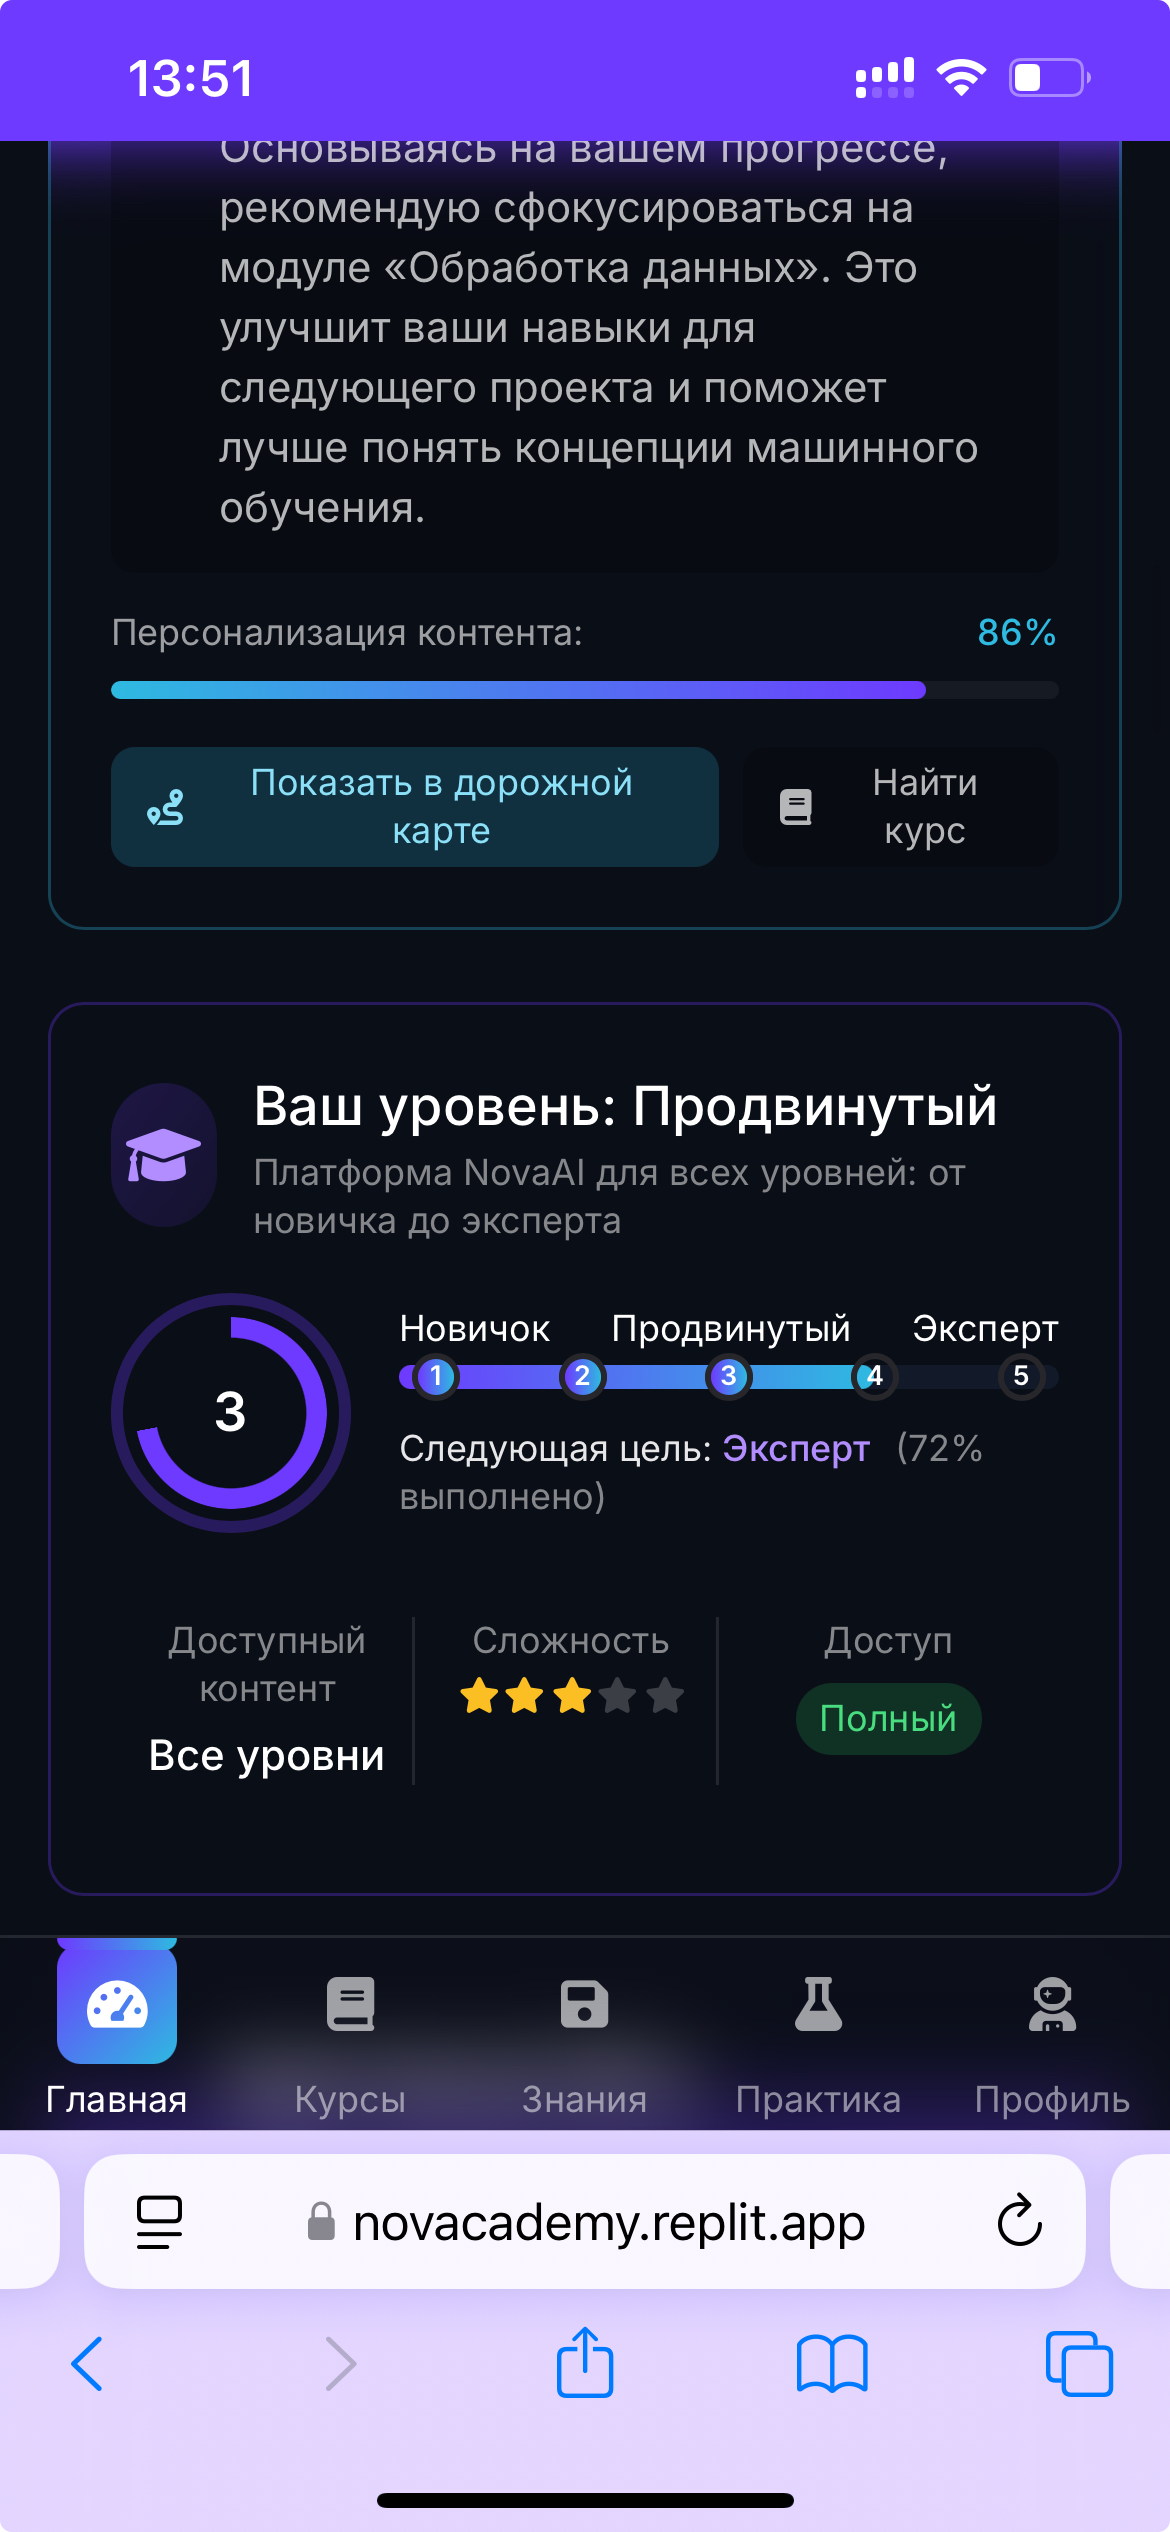 13:51
Основываясь на вашем прогрессе,
рекомендую сфокусироваться на
модуле «Обработка данных». Это
улучшит ваши навыки для
следующего проекта и поможет
лучше понять концепции машинного
обучения.
Персонализация контента:
86%
Показать в дорожной
карте
Найти
курс
Ваш уровень: Продвинутый
Платформа NovaAI для всех уровней: от
новичка до эксперта
3
Новичок Продвинутый Эксперт
1 2 3 4 5
Следующая цель: Эксперт (72%
выполнено)
Доступный
контент
Все уровни
Сложность
Доступ
Полный
Главная Курсы Знания Практика Профиль
novacademy.replit.app